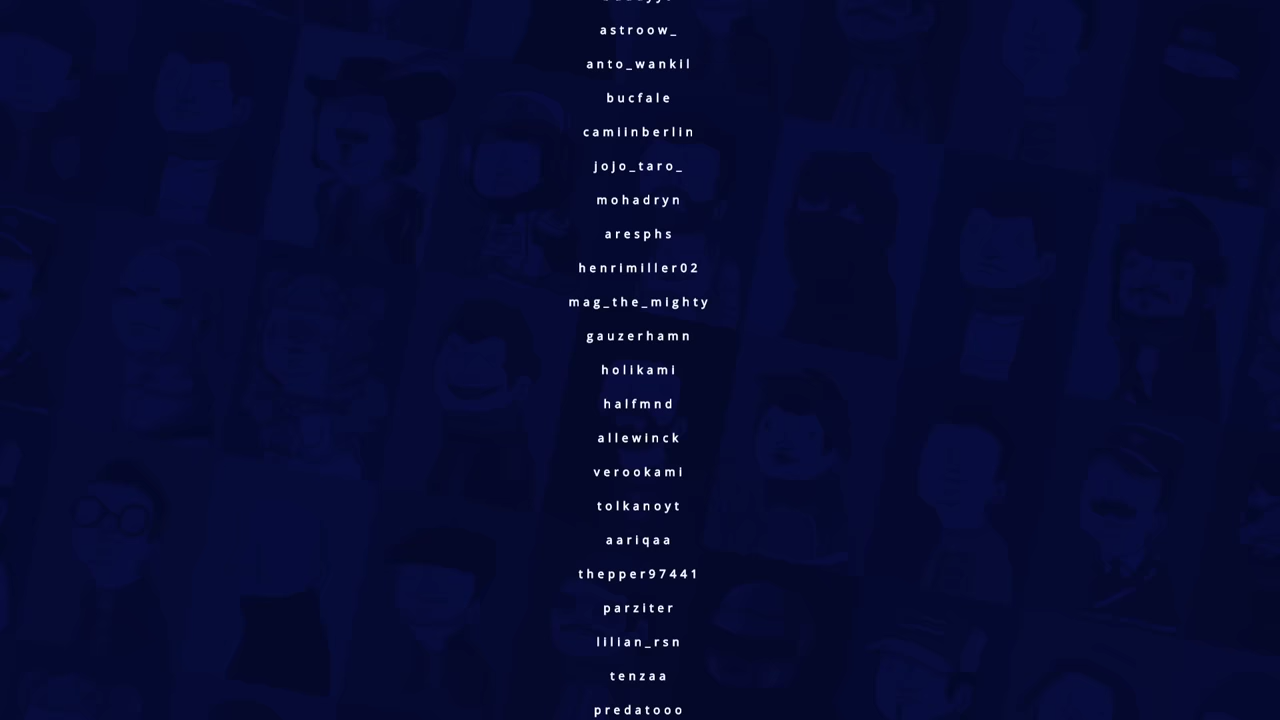 astroow_
anto_wankil
bucfale
camiinberlin
jojo_taro_
mohadryn
aresphs
henrimiller02
mag_the_mighty
gauzerhamn
holikami
halfmnd
allewinck
verookami
tolkanoyt
aariqaa
thepper97441
parziter
lilian_rsn
tenzaa
predatooo